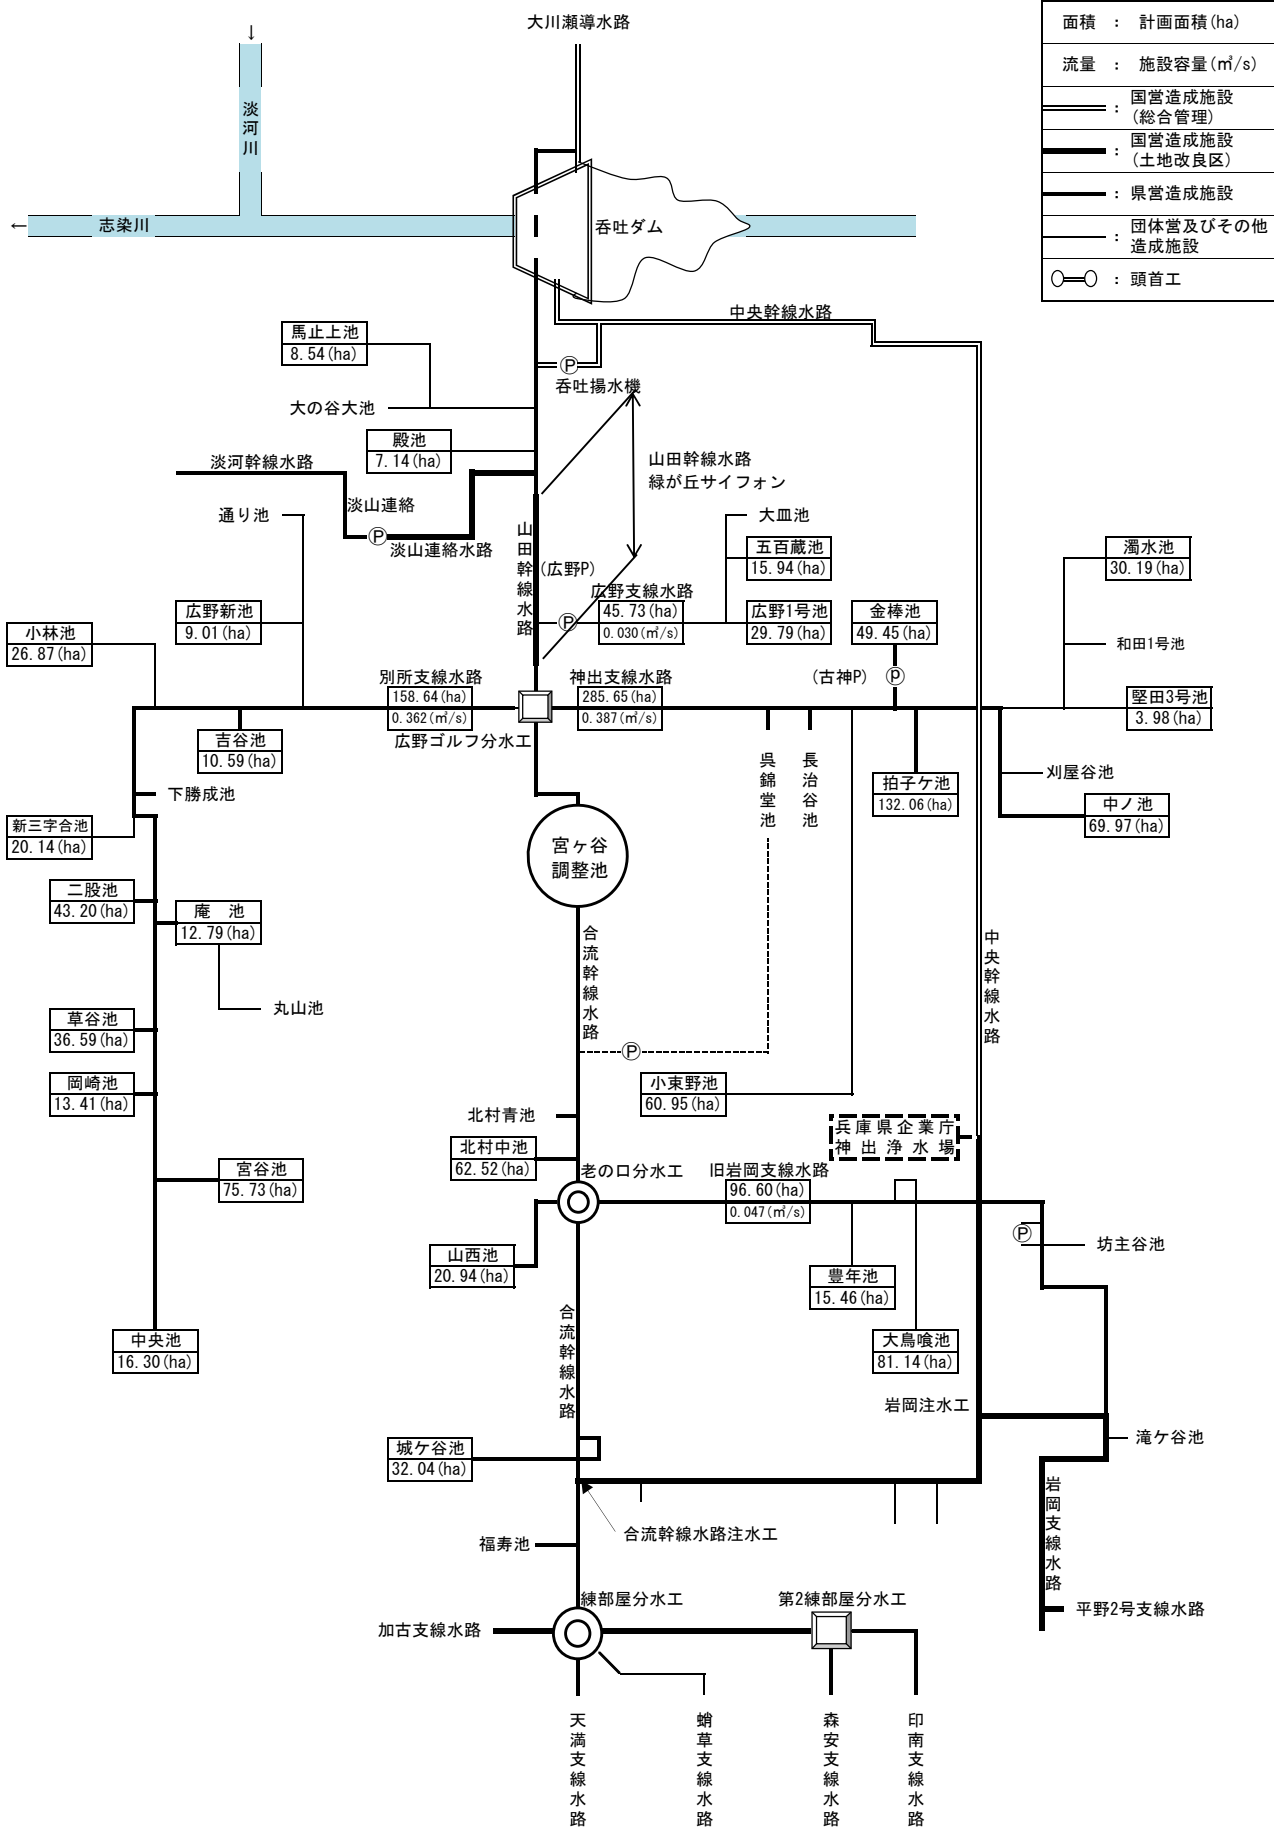 大川瀬導水路
面積 : 計画面積(ha)
流量 : 施設容量(㎥/s)
: 国営造成施設
(総合管理)
: 国営造成施設
(土地改良区)
: 県営造成施設
: 団体営及びその他
造成施設
: 頭首工
↓
淡河川
←
志染川
呑吐ダム
中央幹線水路
馬止上池
8.54(ha)
P
呑吐揚水機
大の谷大池
殿池
7.14(ha)
淡河幹線水路
山田幹線水路
緑が丘サイフォン
淡山連絡
P
淡山連絡水路
通り池
大皿池
山田幹線水路
(広野P)
五百蔵池
15.94(ha)
濁水池
30.19(ha)
広野支線水路
45.73(ha)
0.030(㎥/s)
P
広野新池
9.01(ha)
広野1号池
29.79(ha)
金棒池
49.45(ha)
小林池
26.87(ha)
和田1号池
別所支線水路
158.64(ha)
0.362(㎥/s)
神出支線水路
285.65(ha)
0.387(㎥/s)
(古神P)
p
堅田3号池
3.98(ha)
広野ゴルフ分水工
吉谷池
10.59(ha)
呉錦堂池
長治谷池
拍子ケ池
132.06(ha)
刈屋谷池
下勝成池
中ノ池
69.97(ha)
新三字合池
20.14(ha)
宮ヶ谷
調整池
二股池
43.20(ha)
庵 池
12.79(ha)
合流幹線水路
中央幹線水路
丸山池
草谷池
36.59(ha)
P
岡崎池
13.41(ha)
小束野池
60.95(ha)
北村青池
兵庫県企業庁
神出浄水場
北村中池
62.52(ha)
老の口分水工
旧岩岡支線水路
96.60(ha)
0.047(㎥/s)
宮谷池
75.73(ha)
P
坊主谷池
山西池
20.94(ha)
豊年池
15.46(ha)
合流幹線水路
中央池
16.30(ha)
大鳥喰池
81.14(ha)
岩岡注水工
滝ケ谷池
城ケ谷池
32.04(ha)
岩岡支線水路
合流幹線水路注水工
福寿池
練部屋分水工
第2練部屋分水工
平野2号支線水路
加古支線水路
天満支線水路
蛸草支線水路
森安支線水路
印南支線水路